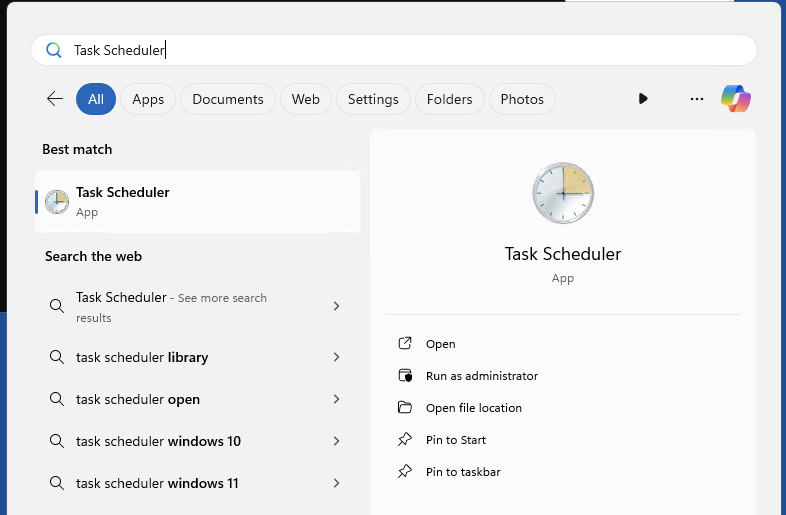 Task Scheduler
All
Apps
Documents
Web
Settings
Folders
Photos
Best match
Task Scheduler
App
Search the web
Task Scheduler - See more search
results
task scheduler library
task scheduler open
task scheduler windows 10
task scheduler windows 11
Task Scheduler
App
Open
Run as administrator
Open file location
Pin to Start
Pin to taskbar